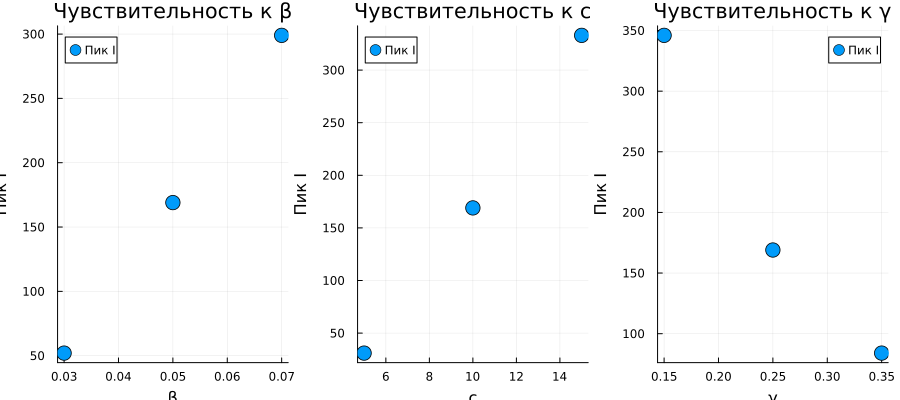 Чувствительность к β
Пик I
300
250
200
150
100
50
Пик I
0.03 0.04 0.05 0.06 0.07
β
Чувствительность к c
Пик I
300
250
200
150
100
50
Пик I
6 8 10 12 14
c
Чувствительность к γ
Пик I
350
300
250
200
150
100
Пик I
0.15 0.20 0.25 0.30 0.35
γ